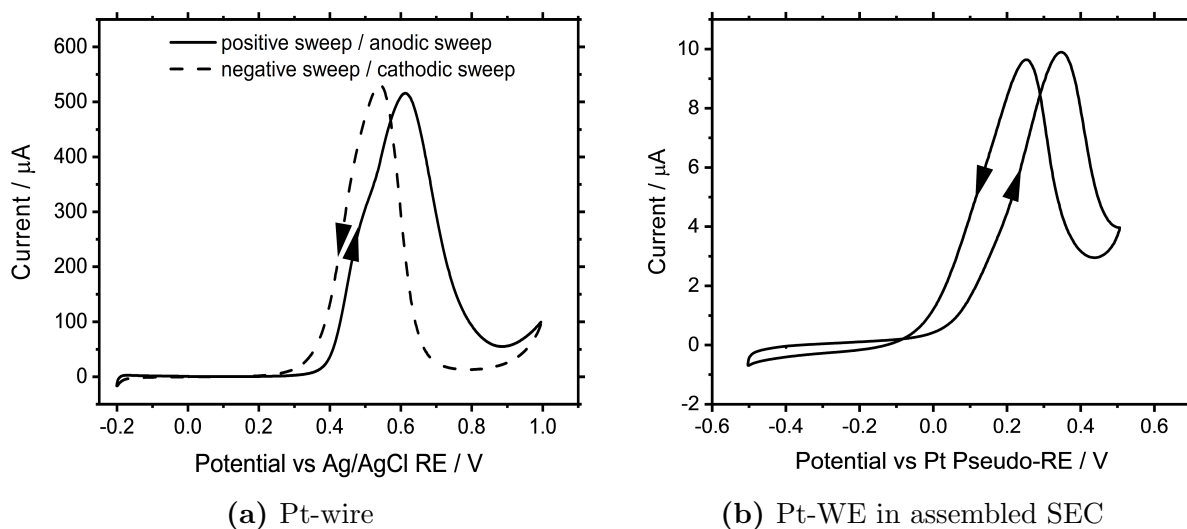 positive sweep / anodic sweep
negative sweep / cathodic sweep
600
500
400
300
200
100
0
Current / µA
-0.2 0.0 0.2 0.4 0.6 0.8 1.0
Potential vs Ag/AgCl RE / V
(a) Pt-wire
10
8
6
4
2
0
-2
Current / µA
-0.6 -0.4 -0.2 0.0 0.2 0.4 0.6
Potential vs Pt Pseudo-RE / V
(b) Pt-WE in assembled SEC